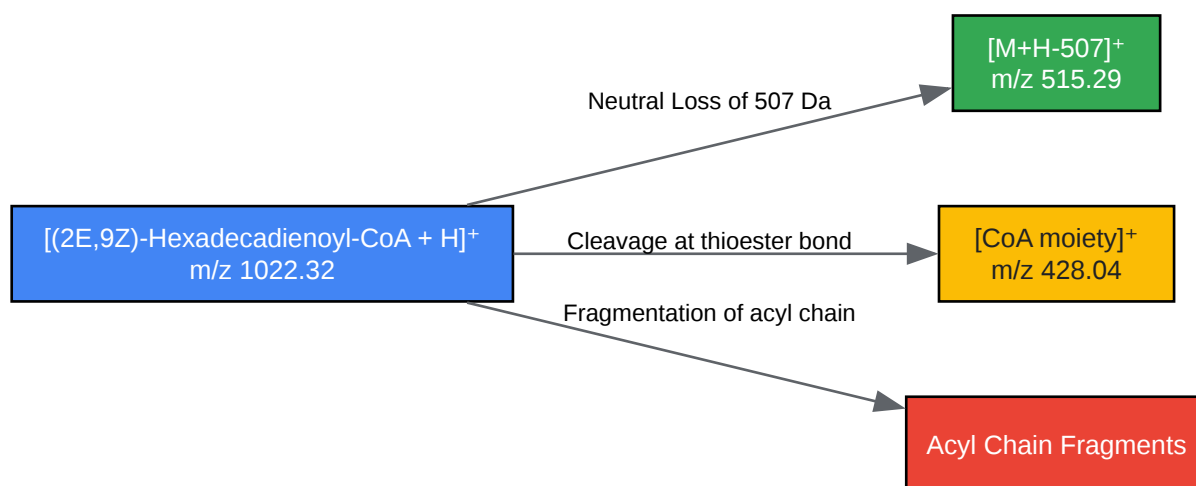 [M+H-507]⁺
m/z 515.29
Neutral Loss of 507 Da
[(2E,9Z)-Hexadecadienoyl-CoA + H]⁺
m/z 1022.32
Cleavage at thioester bond
[CoA moiety]⁺
m/z 428.04
Fragmentation of acyl chain
Acyl Chain Fragments